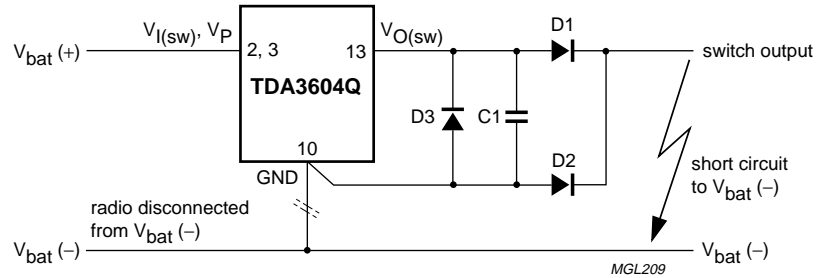 D1
V_I(sw), V_P
V_O(sw)
V_bat (+)
2, 3
13
switch output
TDA3604Q
D3
C1
10
D2
GND
short circuit
to V_bat (−)
radio disconnected
from V_bat (−)
V_bat (−)
V_bat (−)
MGL209